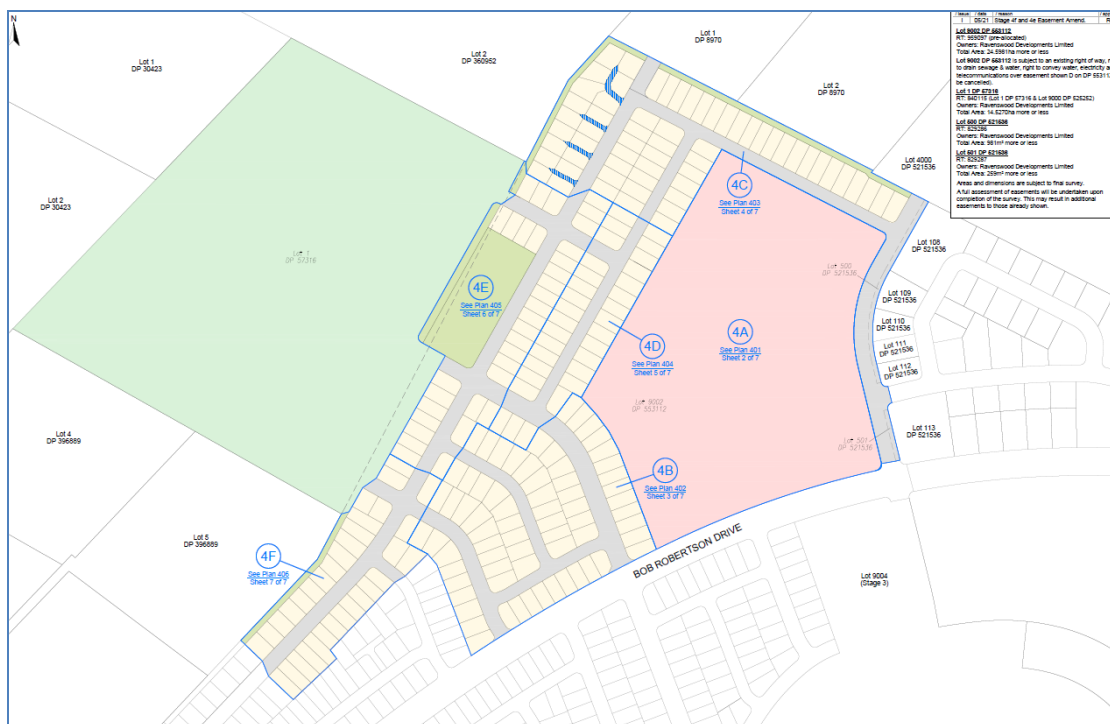 N
/ issue / date / reason
1 05/21 Stage 4f and 4e Easement Amend.
Lot 9002 DP 553112
RT: 959097 (pre-allocated)
Owners: Ravenswood Developments Limited
Total Area: 24.5981ha more or less
Lot 9002 DP 553112 is subject to an existing right of way,
to drain sewage & water, right to convey water, electricity
telecommunications over easement shown D on DP
be cancelled).
Lot 1 DP 57316
RT: 840115 (Lot 1 DP 57316 & Lot 9000 DP 525252)
Owners: Ravenswood Developments Limited
Total Area: 14.5270ha more or less
Lot 500 DP 521536
RT: 829286
Owners: Ravenswood Developments Limited
Total Area: 981m² more or less
Lot 501 DP 521536
RT: 829287
Owners: Ravenswood Developments Limited
Total Area: 259m² more or less
Areas and dimensions are subject to final survey.
A full assessment of easements will be undertaken upon
completion of the survey. This may result in additional
easements to those already shown.
Lot 1
DP 8970
Lot 2
DP 360952
Lot 1
DP 30423
Lot 2
DP 8970
Lot 4000
DP 521536
4C
See Plan 403
Sheet 4 of 7
Lot 2
DP 30423
Lot 1
DP 57316
Lot 108
DP 521536
Lot 500
DP 521536
4E
See Plan 405
Sheet 6 of 7
Lot 109
DP 521536
Lot 110
DP 521536
4A
See Plan 401
Sheet 2 of 7
4D
See Plan 404
Sheet 5 of 7
Lot 111
DP 521536
Lot 112
DP 521536
Lot 9002
DP 553112
Lot 4
DP 396889
Lot 113
DP 521536
Lot 501
DP 521536
4B
See Plan 402
Sheet 3 of 7
Lot 5
DP 396889
BOB ROBERTSON DRIVE
4F
See Plan 406
Sheet 7 of 7
Lot 9004
(Stage 3)